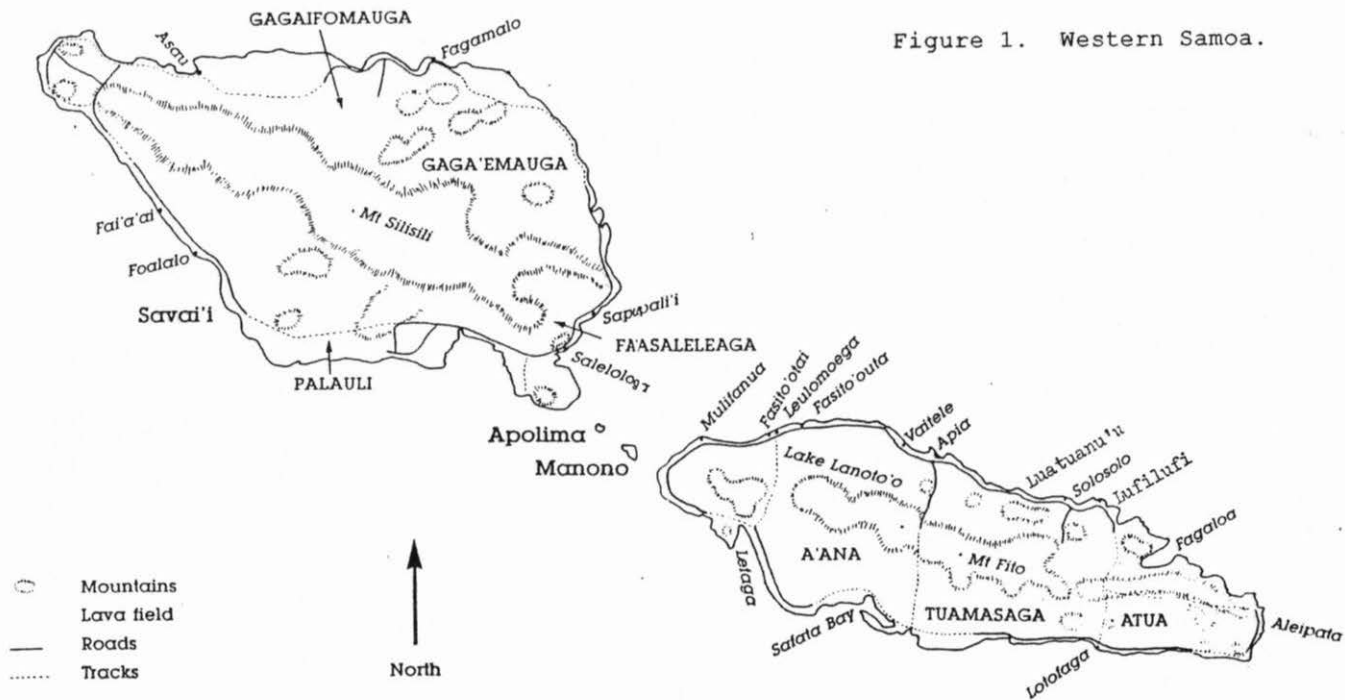 Figure 1. Western Samoa.
GAGAIFOMAUGA
Asau
Fagamalo
GAGA'EMAUGA
Mt Silisili
Fai'a'ai
Foalalo
Savai'i
PALAULI
Sapapali'i
FA'ASALELEAGA
Salelologa
Apolima
Manono
Mulifanua
Fasito'otai
Leulomoega
Fasito'outa
Vaitele
Apia
Lake Lanoto'o
Luatuanu'u
Solosolo
Lufilufi
Fagaloa
A'ANA
Mt Fito
Lefaga
TUAMASAGA
ATUA
Aleipata
Safata Bay
Lotofaga
Mountains
Lava field
Roads
Tracks
North